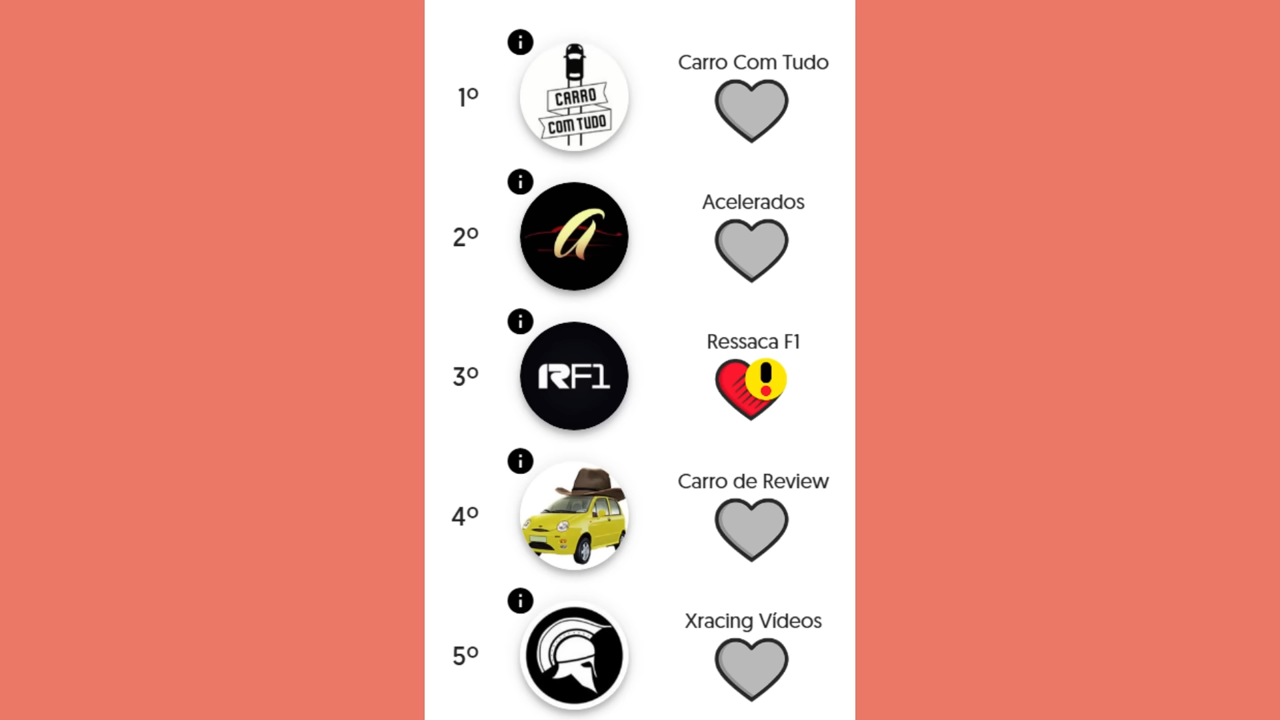 1º
CARRO
COM TUDO
Carro Com Tudo
2º
a
Acelerados
3º
RF1
Ressaca F1
4º
Carro de Review
5º
Xracing Vídeos